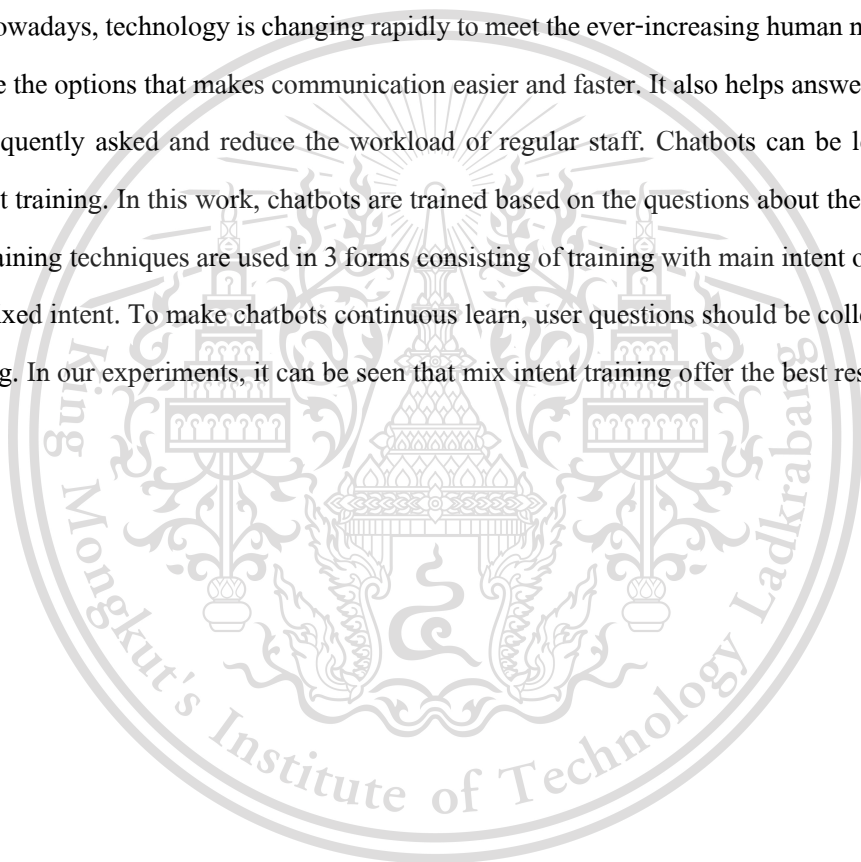 owadays, technology is changing rapidly to meet the ever-increasing human
e the options that makes communication easier and faster. It also helps answe
quently asked and reduce the workload of regular staff. Chatbots can be
t training. In this work, chatbots are trained based on the questions about the
aining techniques are used in 3 forms consisting of training with main intent
xed intent. To make chatbots continuous learn, user questions should be colle
g. In our experiments, it can be seen that mix intent training offer the best res
King Mongkut's Institute of Technology Ladkrabang